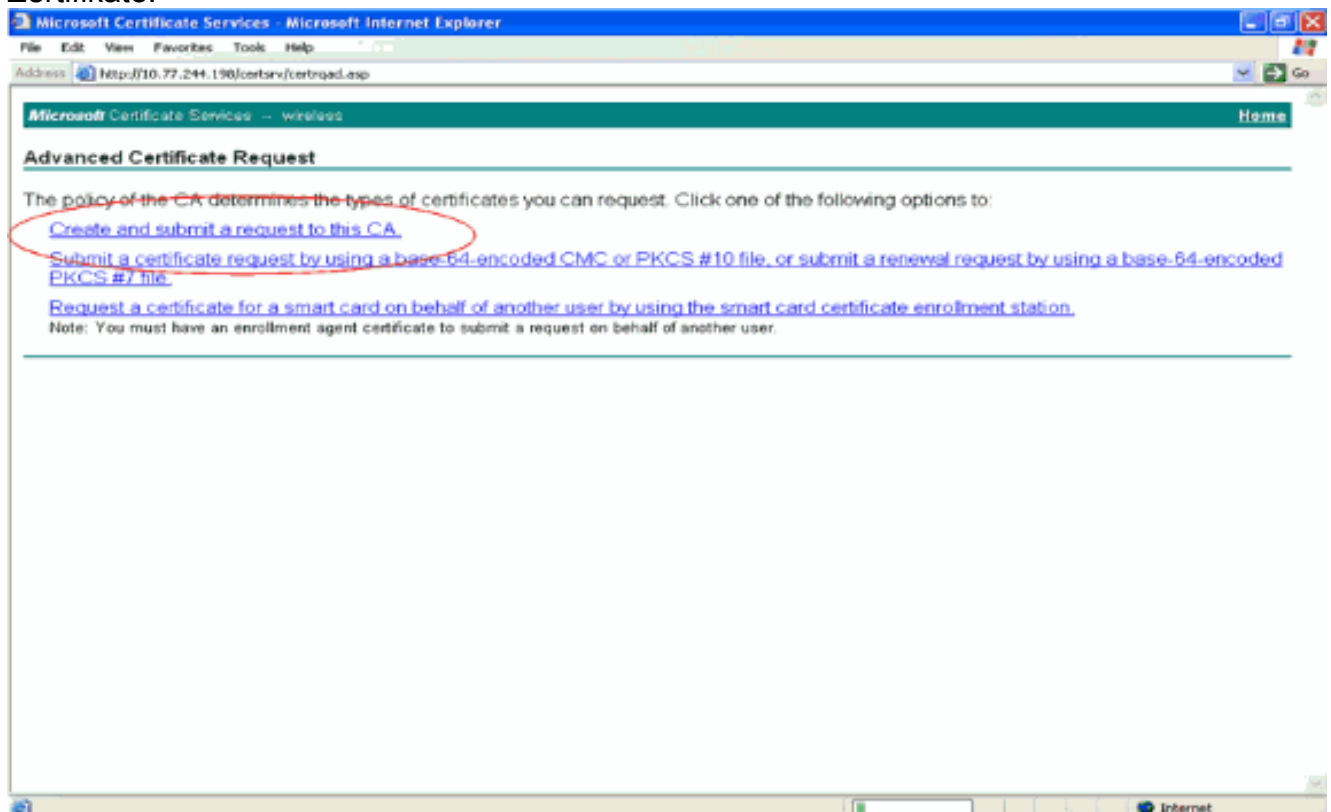 Zertifikate.
Microsoft Certificate Services - Microsoft Internet Explorer
File Edit View Favorites Tools Help
Address http://10.77.244.198/certsrv/certrqad.asp Go
Microsoft Certificate Services -- wireless Home
Advanced Certificate Request
The policy of the CA determines the types of certificates you can request. Click one of the following options to:
Create and submit a request to this CA.
Submit a certificate request by using a base-64-encoded CMC or PKCS #10 file, or submit a renewal request by using a base-64-encoded
PKCS #7 file.
Request a certificate for a smart card on behalf of another user by using the smart card certificate enrollment station.
Note: You must have an enrollment agent certificate to submit a request on behalf of another user.
Internet